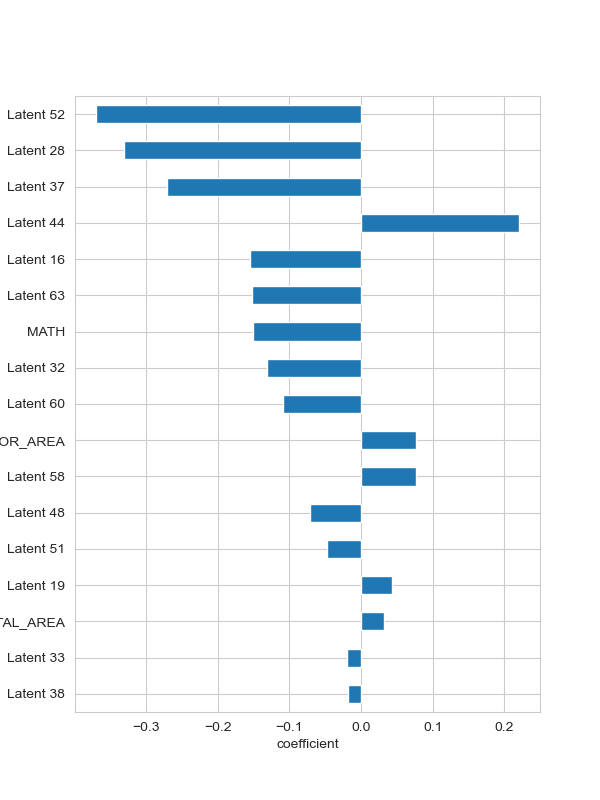 Latent 52
Latent 28
Latent 37
Latent 44
Latent 16
Latent 63
MATH
Latent 32
Latent 60
OR_AREA
Latent 58
Latent 48
Latent 51
Latent 19
TAL_AREA
Latent 33
Latent 38
−0.3 −0.2 −0.1 0.0 0.1 0.2
coefficient